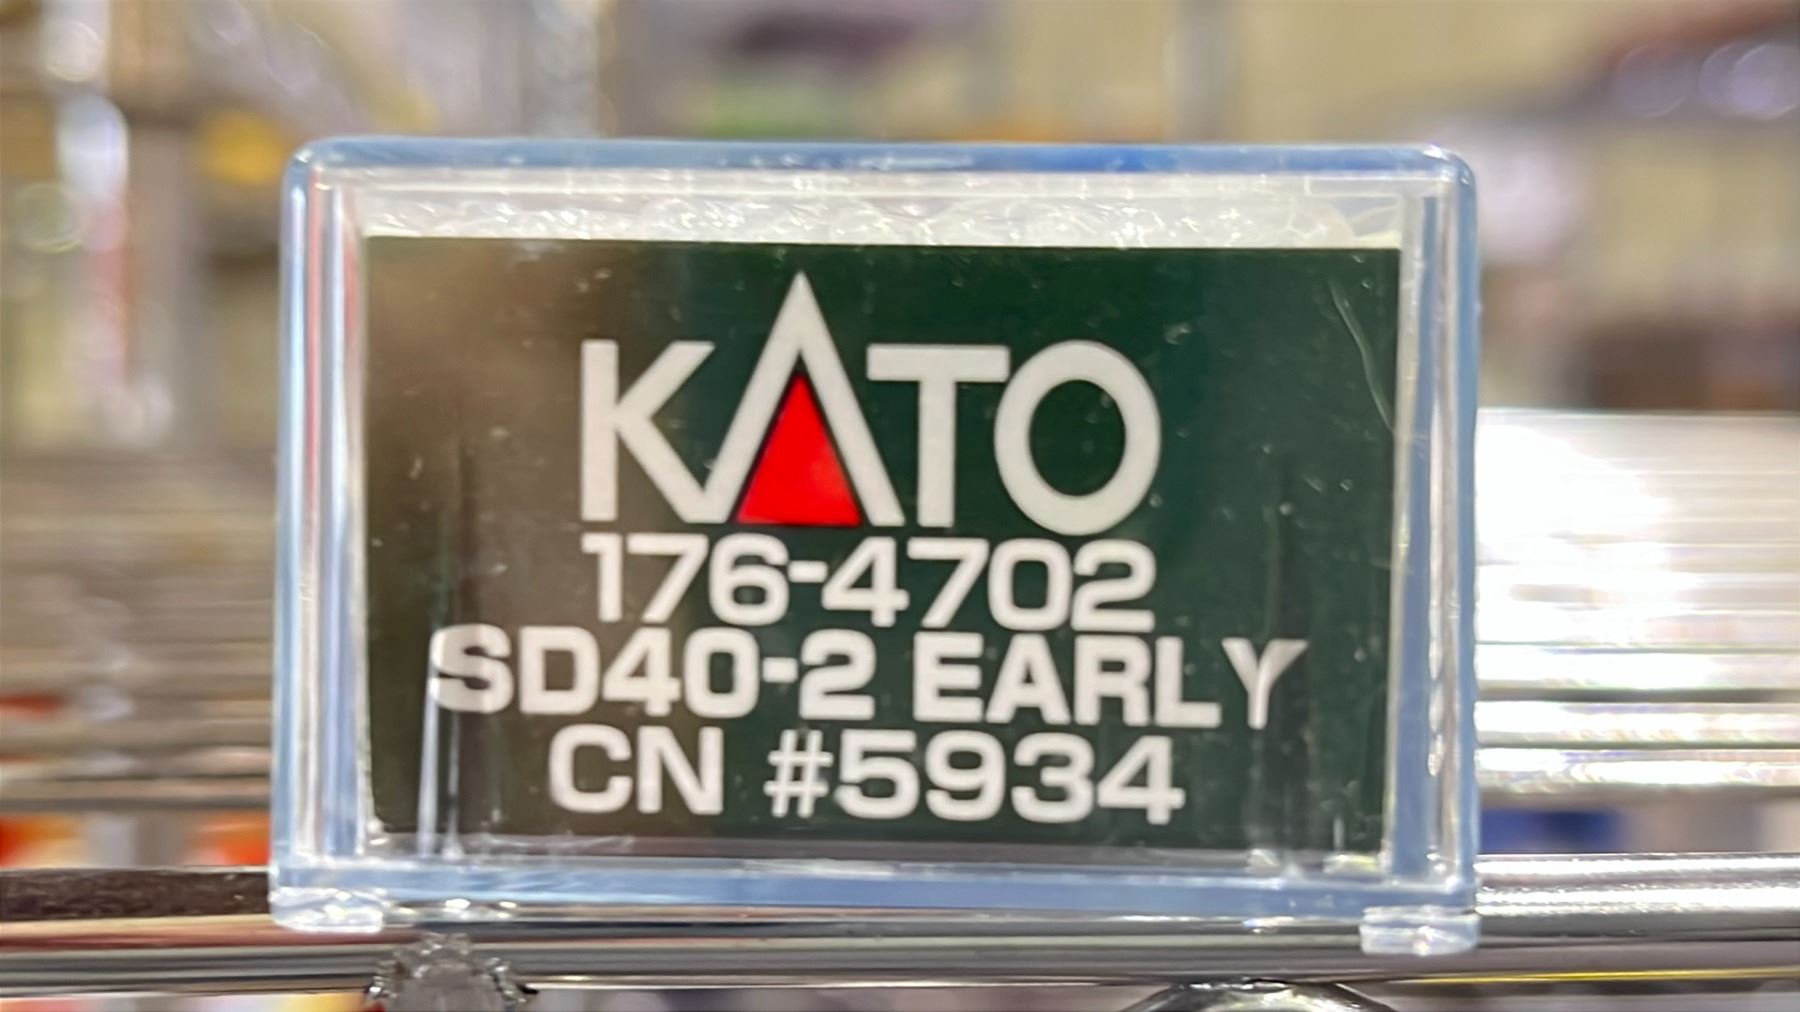 KATO
176-4702
SD40-2 EARLY
CN #5934